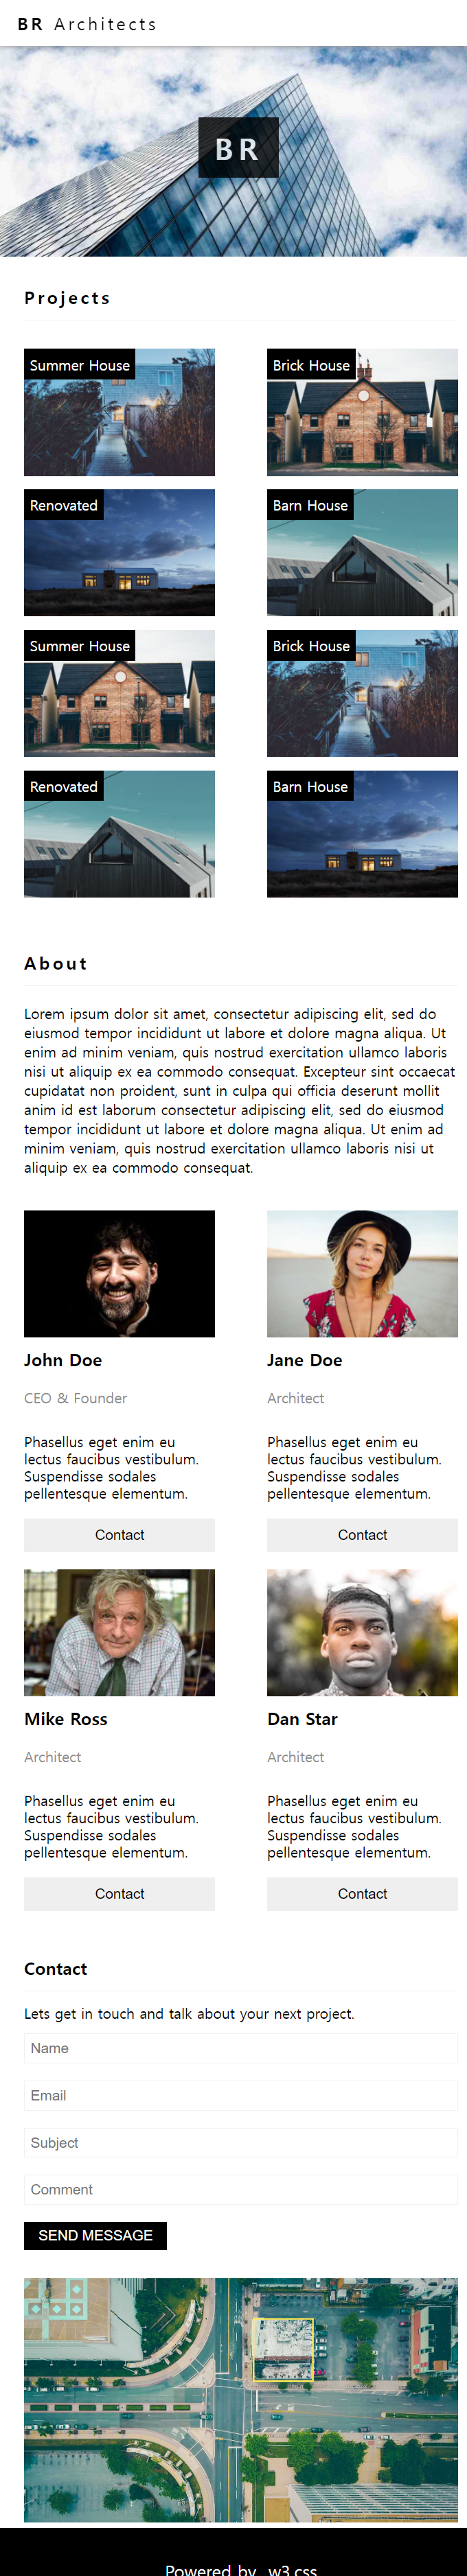 BR Architects
BR
Projects
Summer House
Brick House
Renovated
Barn House
Summer House
Brick House
Renovated
Barn House
About
Lorem ipsum dolor sit amet, consectetur adipiscing elit, sed do
eiusmod tempor incididunt ut labore et dolore magna aliqua. Ut
enim ad minim veniam, quis nostrud exercitation ullamco laboris
nisi ut aliquip ex ea commodo consequat. Excepteur sint occaecat
cupidatat non proident, sunt in culpa qui officia deserunt mollit
anim id est laborum consectetur adipiscing elit, sed do eiusmod
tempor incididunt ut labore et dolore magna aliqua. Ut enim ad
minim veniam, quis nostrud exercitation ullamco laboris nisi ut
aliquip ex ea commodo consequat.
John Doe
CEO & Founder
Phasellus eget enim eu
lectus faucibus vestibulum.
Suspendisse sodales
pellentesque elementum.
Contact
Jane Doe
Architect
Phasellus eget enim eu
lectus faucibus vestibulum.
Suspendisse sodales
pellentesque elementum.
Contact
Mike Ross
Architect
Phasellus eget enim eu
lectus faucibus vestibulum.
Suspendisse sodales
pellentesque elementum.
Contact
Dan Star
Architect
Phasellus eget enim eu
lectus faucibus vestibulum.
Suspendisse sodales
pellentesque elementum.
Contact
Contact
Lets get in touch and talk about your next project.
Name
Email
Subject
Comment
SEND MESSAGE
Powered by w3.css